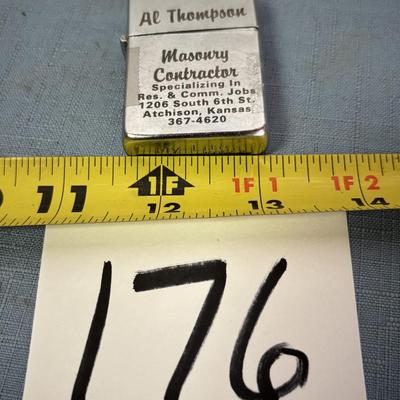 Al Thompson
Masonry
Contractor
Specializing In
Res. & Comm. Jobs
1206 South 6th St.
Atchison, Kansas
367-4620
11 1F 12 1F 1 13 1F 2 14
176